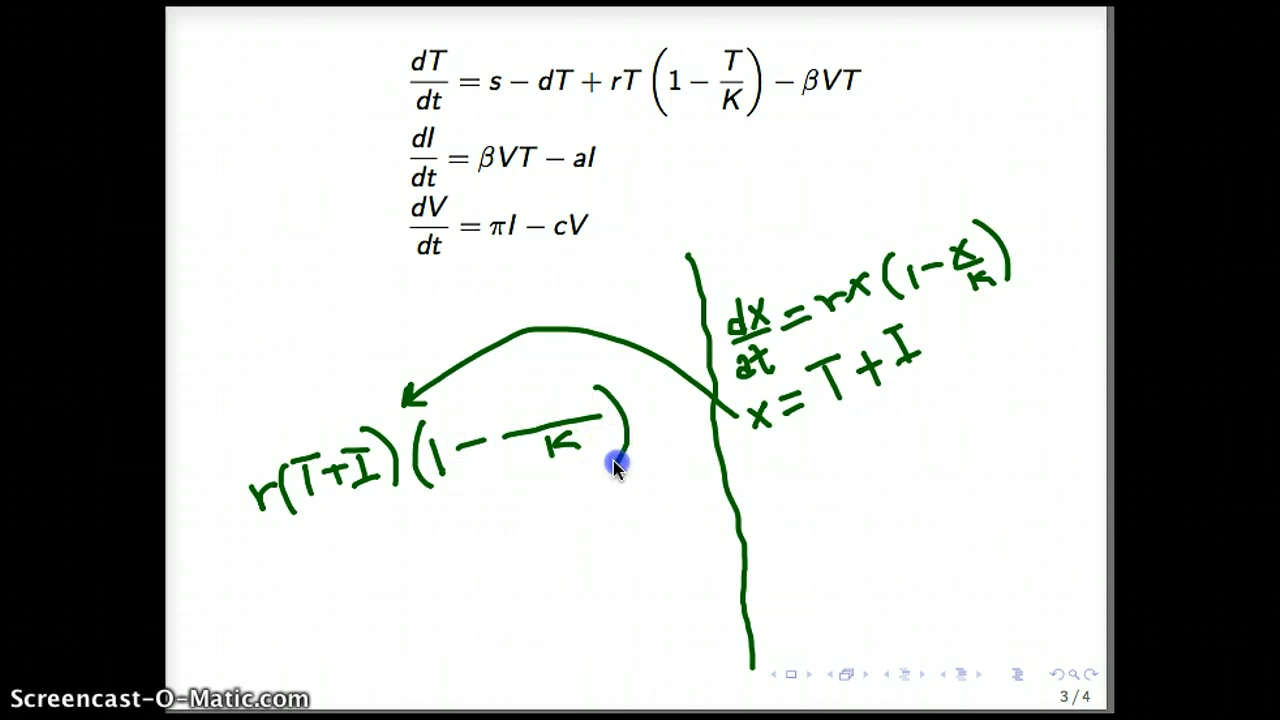 dT/dt = s − dT + rT (1 − T/K) − βVT
dI/dt = βVT − aI
dV/dt = πI − cV
dx/dt = rx (1 − x/K)
x = T + I
r(T+I) (1 − /K)
Screencast-O-Matic.com
3 / 4